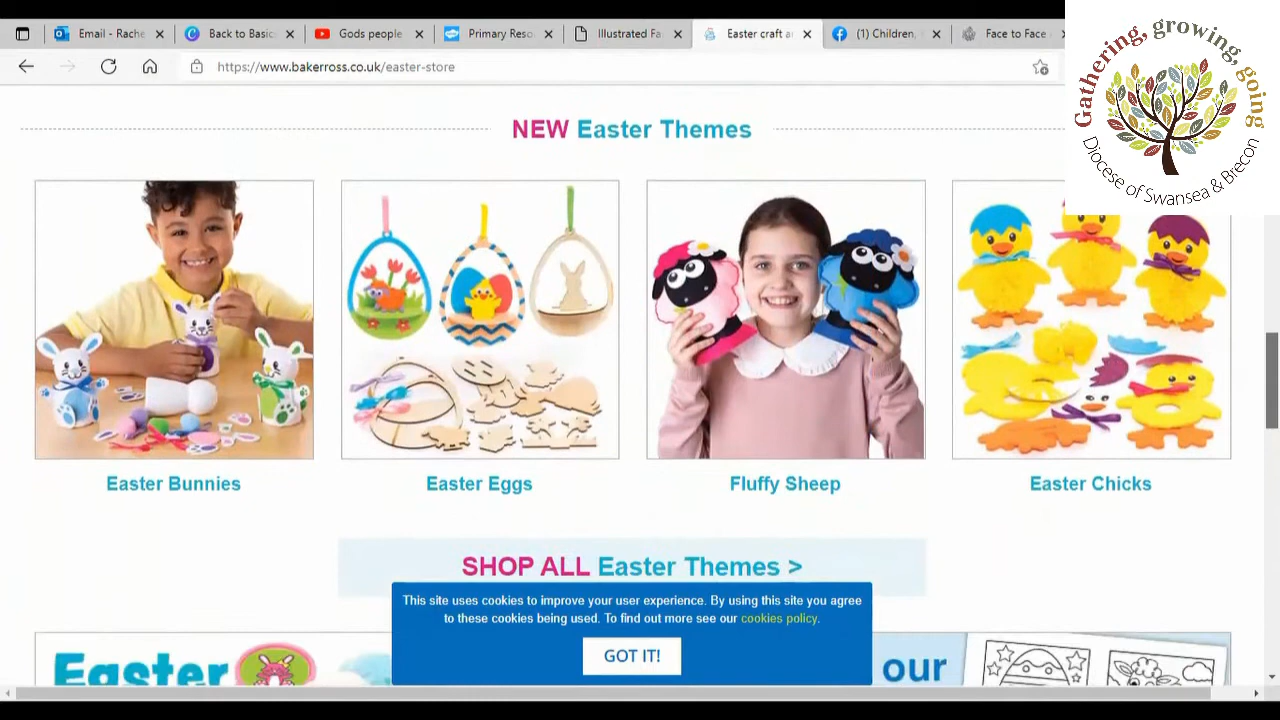 Email - Rache
Back to Basic
Gods people
Primary Reso
Illustrated Fa
Easter craft a
(1) Children,
Face to Face
https://www.bakerross.co.uk/easter-store
Gathering, growing, going
Diocese of Swansea & Brecon
NEW Easter Themes
Easter Bunnies
Easter Eggs
Fluffy Sheep
Easter Chicks
SHOP ALL Easter Themes >
This site uses cookies to improve your user experience. By using this site you agree
to these cookies being used. To find out more see our cookies policy.
GOT IT!
Easter
our